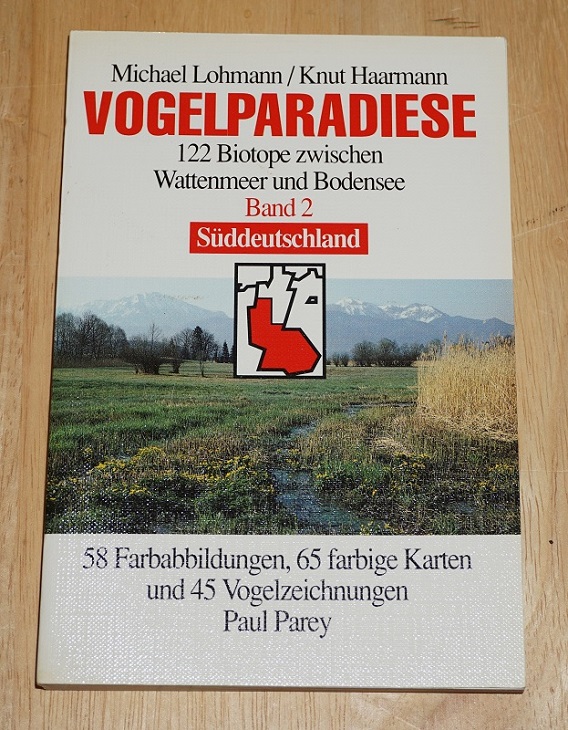 Michael Lohmann/Knut Haarmann
VOGELPARADIESE
122 Biotope zwischen
Wattenmeer und Bodensee
Band 2
Süddeutschland
58 Farbabbildungen, 65 farbige Karten
und 45 Vogelzeichnungen
Paul Parey